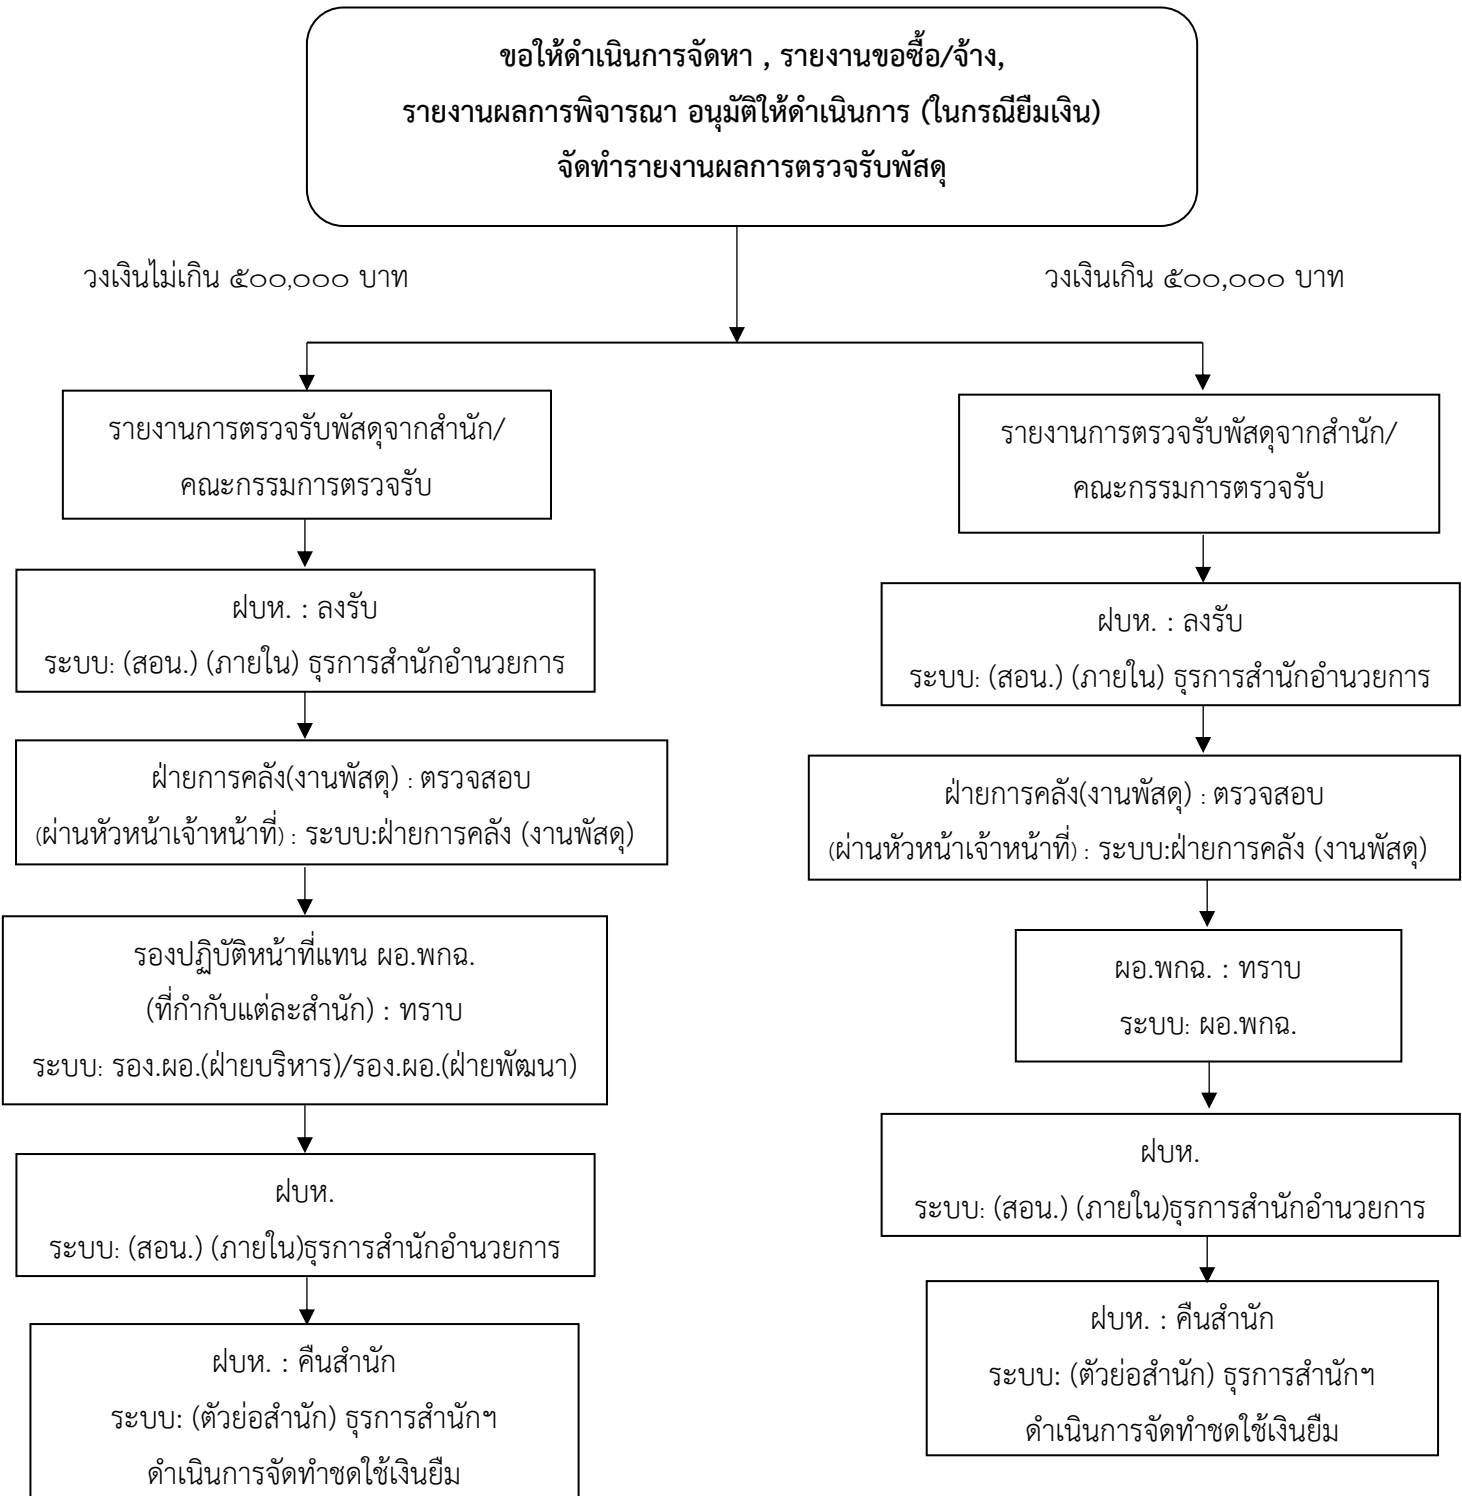 ขอให้ดำเนินการจัดหา , รายงานขอซื้อ/จ้าง,
รายงานผลการพิจารณา อนุมัติให้ดำเนินการ (ในกรณียืมเงิน)
จัดทำรายงานผลการตรวจรับพัสดุ
วงเงินไม่เกิน ๕๐๐,๐๐๐ บาท
รายงานการตรวจรับพัสดุจากสำนัก/
คณะกรรมการตรวจรับ
ฝบห. : ลงรับ
ระบบ: (สอน.) (ภายใน) ธุรการสำนักอำนวยการ
ฝ่ายการคลัง(งานพัสดุ) : ตรวจสอบ
(ผ่านหัวหน้าเจ้าหน้าที่) : ระบบ:ฝ่ายการคลัง (งานพัสดุ)
รองปฏิบัติหน้าที่แทน ผอ.พกฉ.
(ที่กำกับแต่ละสำนัก) : ทราบ
ระบบ: รอง.ผอ.(ฝ่ายบริหาร)/รอง.ผอ.(ฝ่ายพัฒนา)
ฝบห.
ระบบ: (สอน.) (ภายใน)ธุรการสำนักอำนวยการ
ฝบห. : คืนสำนัก
ระบบ: (ตัวย่อสำนัก) ธุรการสำนักฯ
ดำเนินการจัดทำชดใช้เงินยืม
วงเงินเกิน ๕๐๐,๐๐๐ บาท
รายงานการตรวจรับพัสดุจากสำนัก/
คณะกรรมการตรวจรับ
ฝบห. : ลงรับ
ระบบ: (สอน.) (ภายใน) ธุรการสำนักอำนวยการ
ฝ่ายการคลัง(งานพัสดุ) : ตรวจสอบ
(ผ่านหัวหน้าเจ้าหน้าที่) : ระบบ:ฝ่ายการคลัง (งานพัสดุ)
ผอ.พกฉ. : ทราบ
ระบบ: ผอ.พกฉ.
ฝบห.
ระบบ: (สอน.) (ภายใน)ธุรการสำนักอำนวยการ
ฝบห. : คืนสำนัก
ระบบ: (ตัวย่อสำนัก) ธุรการสำนักฯ
ดำเนินการจัดทำชดใช้เงินยืม